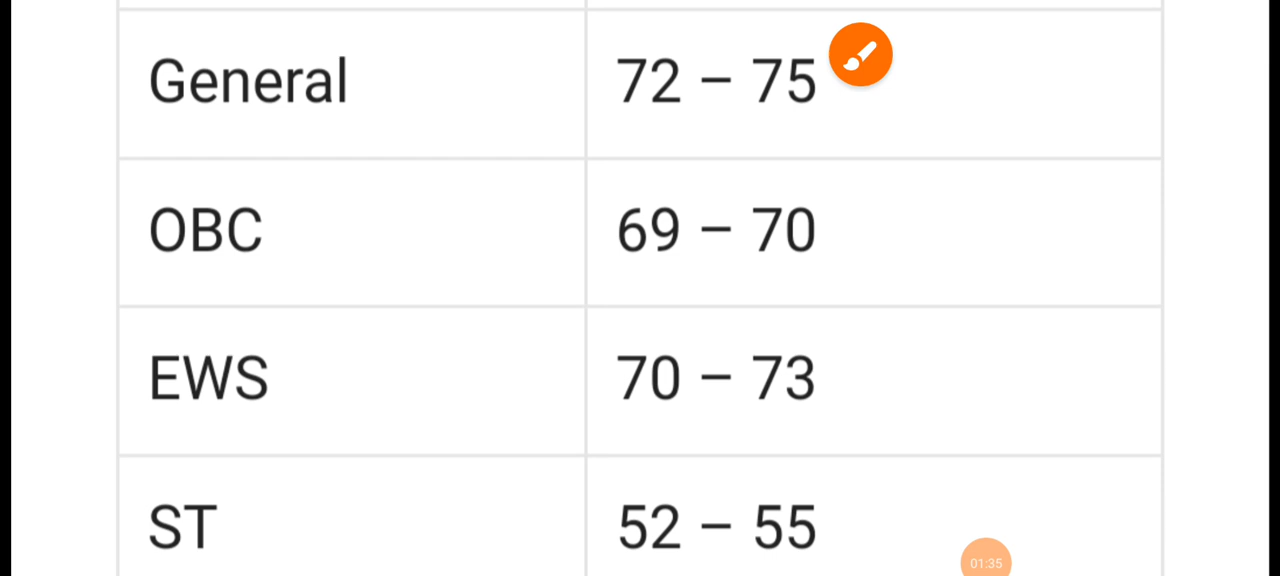 General 72 – 75
OBC 69 – 70
EWS 70 – 73
ST 52 – 55
01:35